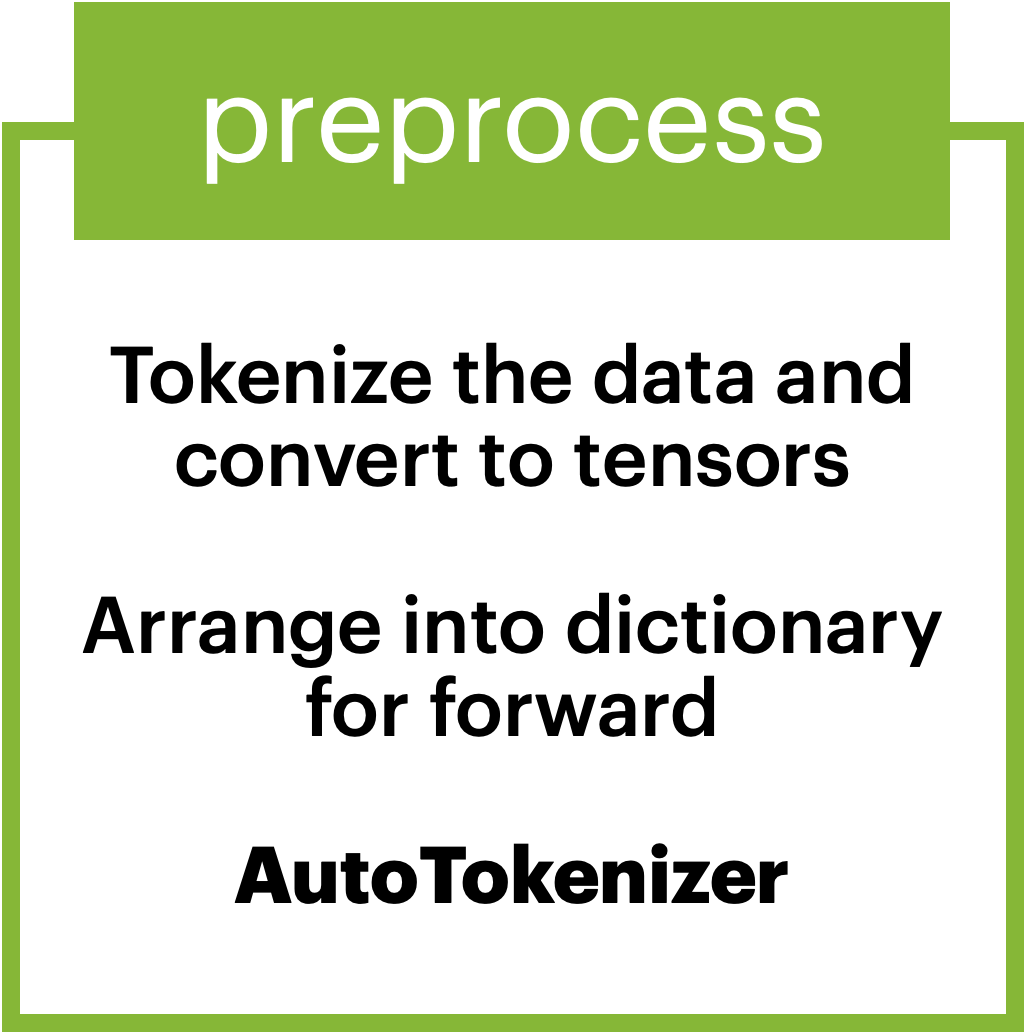 preprocess
Tokenize the data and
convert to tensors
Arrange into dictionary
for forward
AutoTokenizer